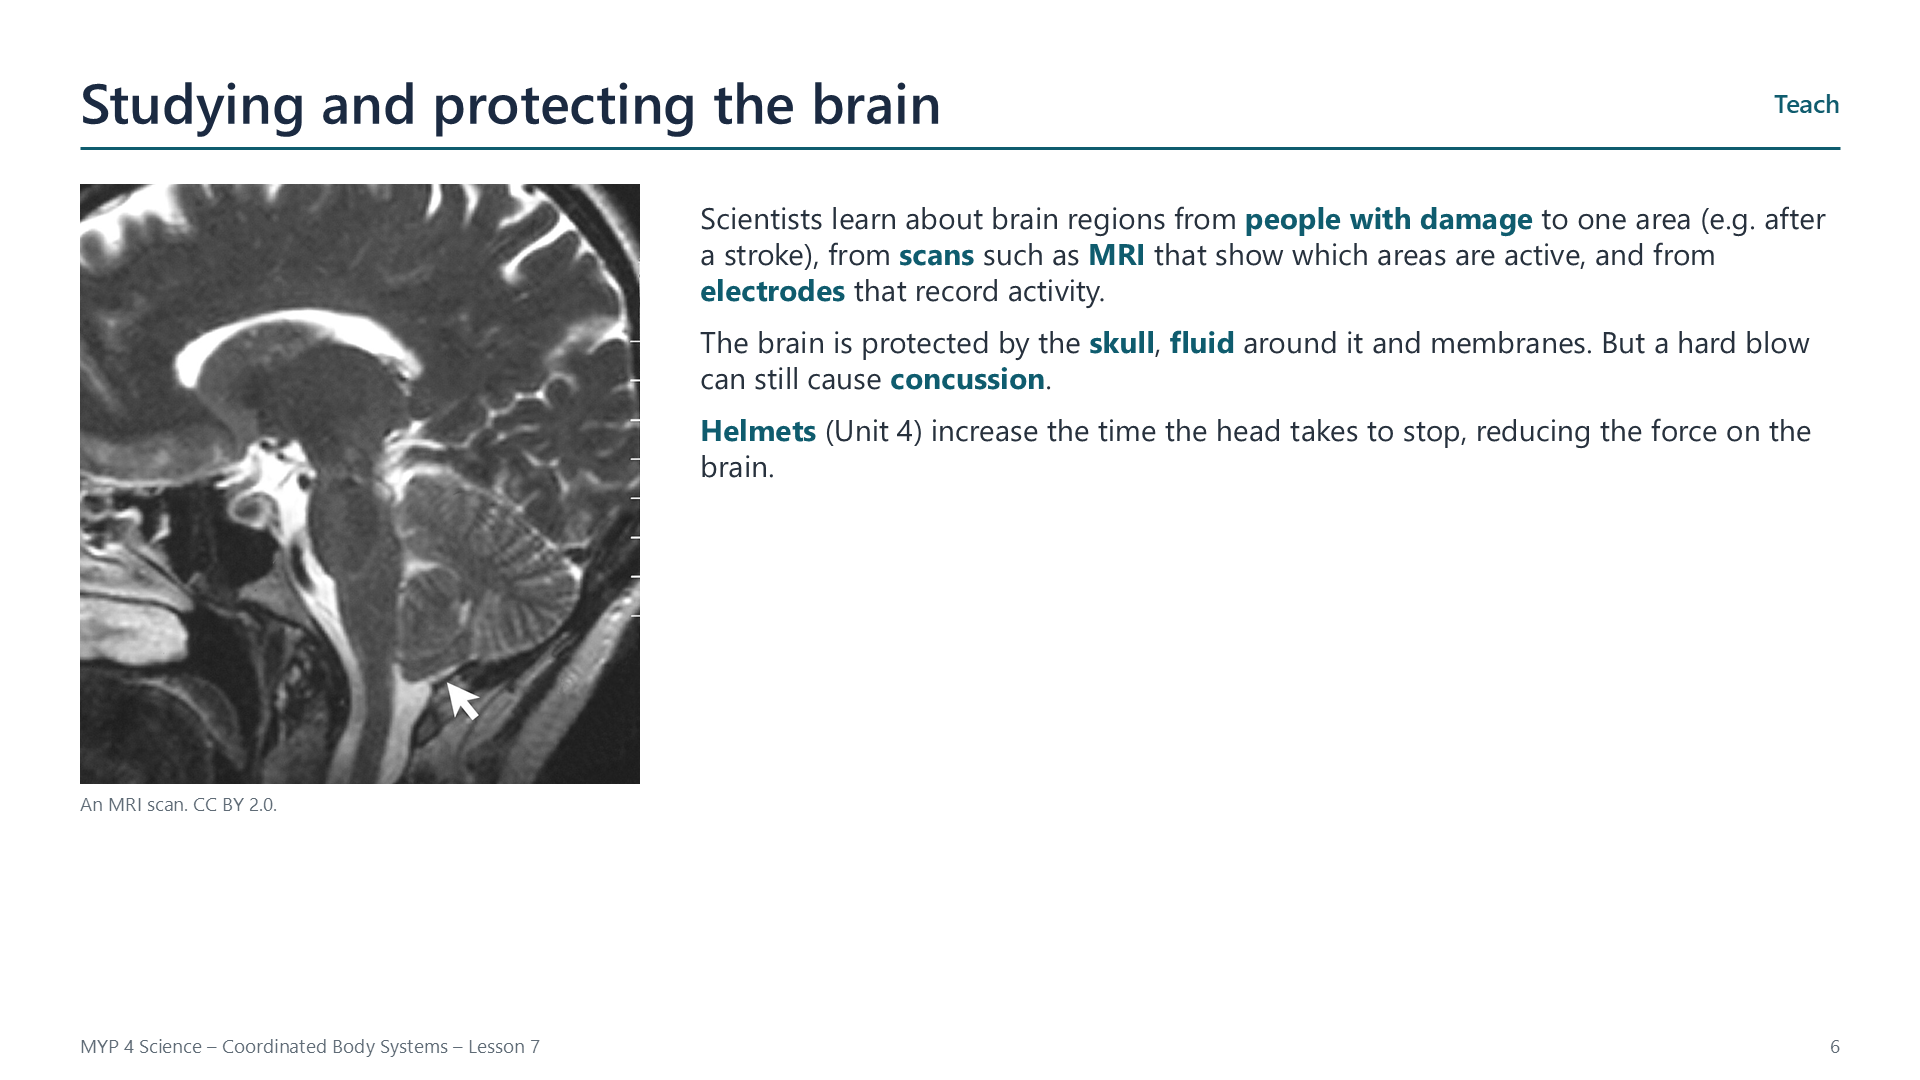 Studying and protecting the brain
Teach
Scientists learn about brain regions from people with damage to one area (e.g. after
a stroke), from scans such as MRI that show which areas are active, and from
electrodes that record activity.
The brain is protected by the skull, fluid around it and membranes. But a hard blow
can still cause concussion.
Helmets (Unit 4) increase the time the head takes to stop, reducing the force on the
brain.
An MRI scan. CC BY 2.0.
MYP 4 Science – Coordinated Body Systems – Lesson 7
6